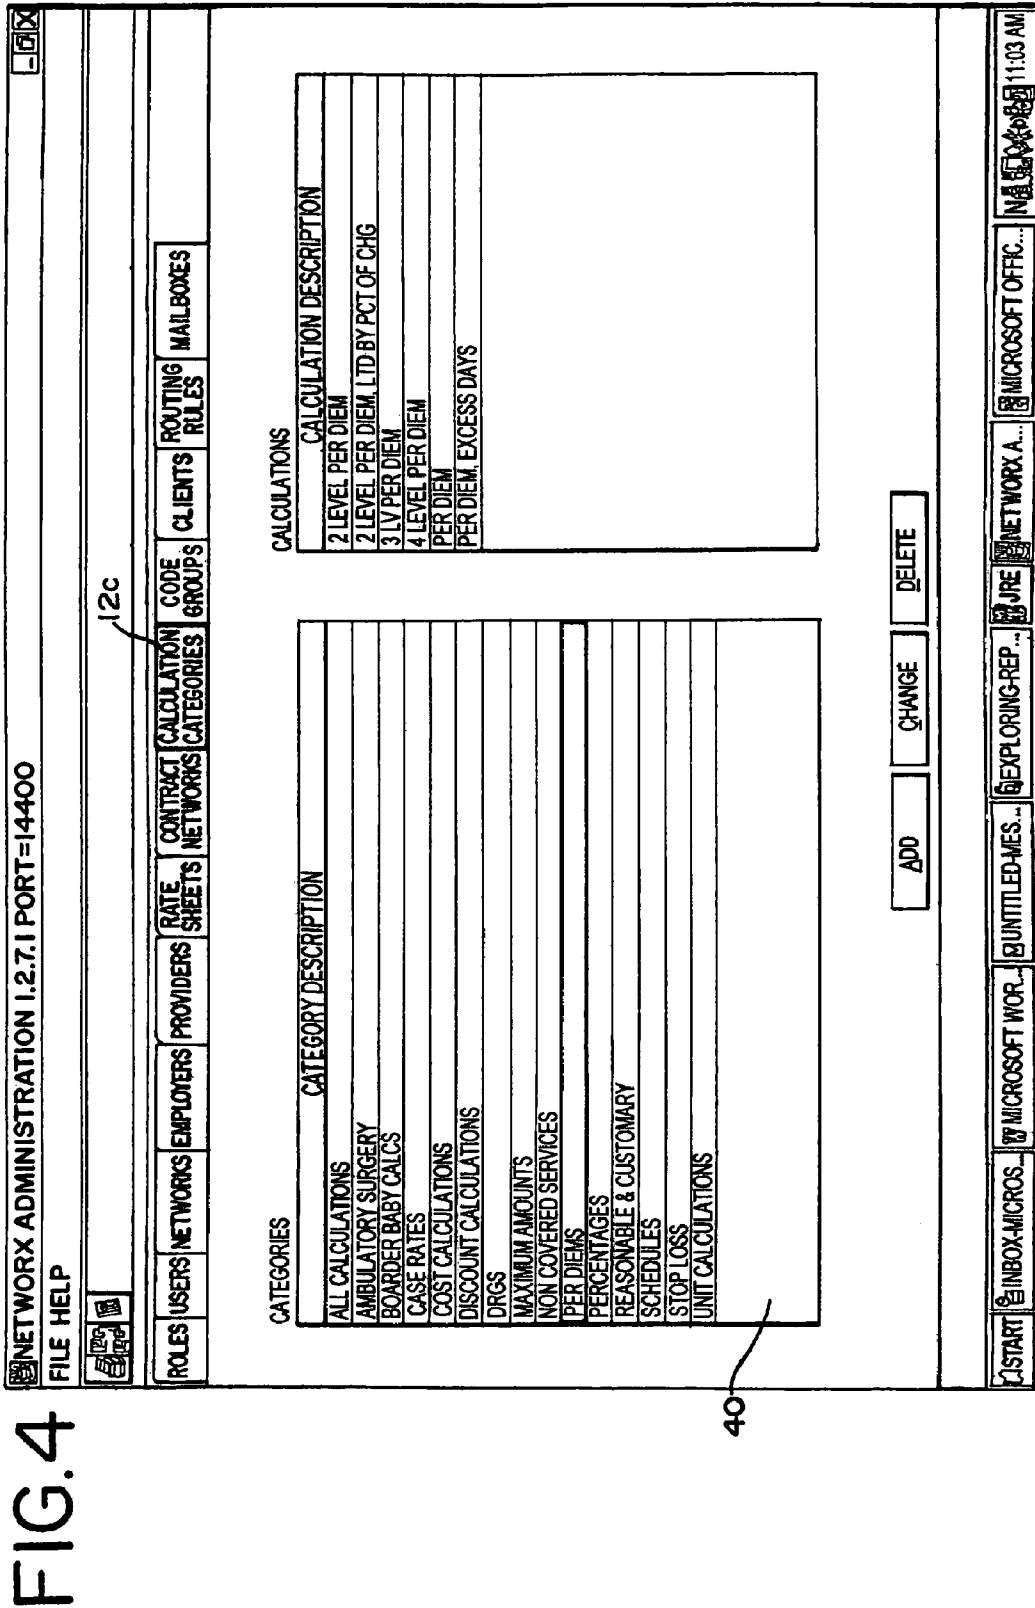 FIG. 4
NETWORX ADMINISTRATION 1.2.7.1 PORT=14400
FILE HELP
12c
ROLES USERS NETWORKS EMPLOYERS PROVIDERS RATE SHEETS CONTRACT NETWORKS CALCULATION CATEGORIES CODE GROUPS CLIENTS ROUTING RULES MAILBOXES
CATEGORIES
CATEGORY DESCRIPTION
ALL CALCULATIONS
AMBULATORY SURGERY
BOARDER BABY CALCS
CASE RATES
COST CALCULATIONS
DISCOUNT CALCULATIONS
DRGS
MAXIMUM AMOUNTS
NON COVERED SERVICES
PER DIEMS
PERCENTAGES
REASONABLE & CUSTOMARY
SCHEDULES
STOP LOSS
UNIT CALCULATIONS
40
CALCULATIONS
CALCULATION DESCRIPTION
2 LEVEL PER DIEM
2 LEVEL PER DIEM, LTD BY PCT OF CHG
3 LV PER DIEM
4 LEVEL PER DIEM
PER DIEM
PER DIEM, EXCESS DAYS
ADD CHANGE DELETE
START INBOX-MICROS... MICROSOFT WOR... UNTITLED-MES... EXPLORING-REP... JRE NETWORX A... MICROSOFT OFFIC... 11:03 AM